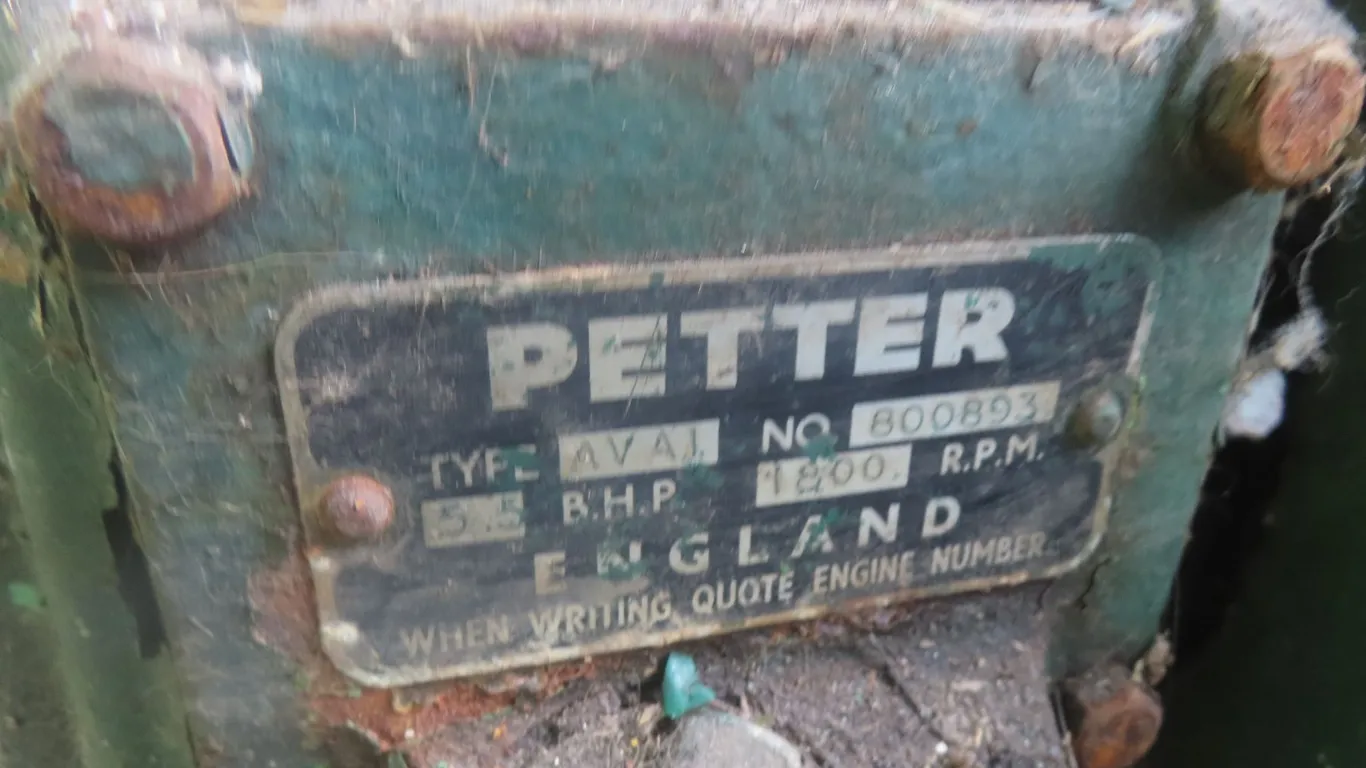 PETTER
TYPE AVA1 NO 800893
5.5 B.H.P. 1800. R.P.M.
ENGLAND
WHEN WRITING QUOTE ENGINE NUMBER